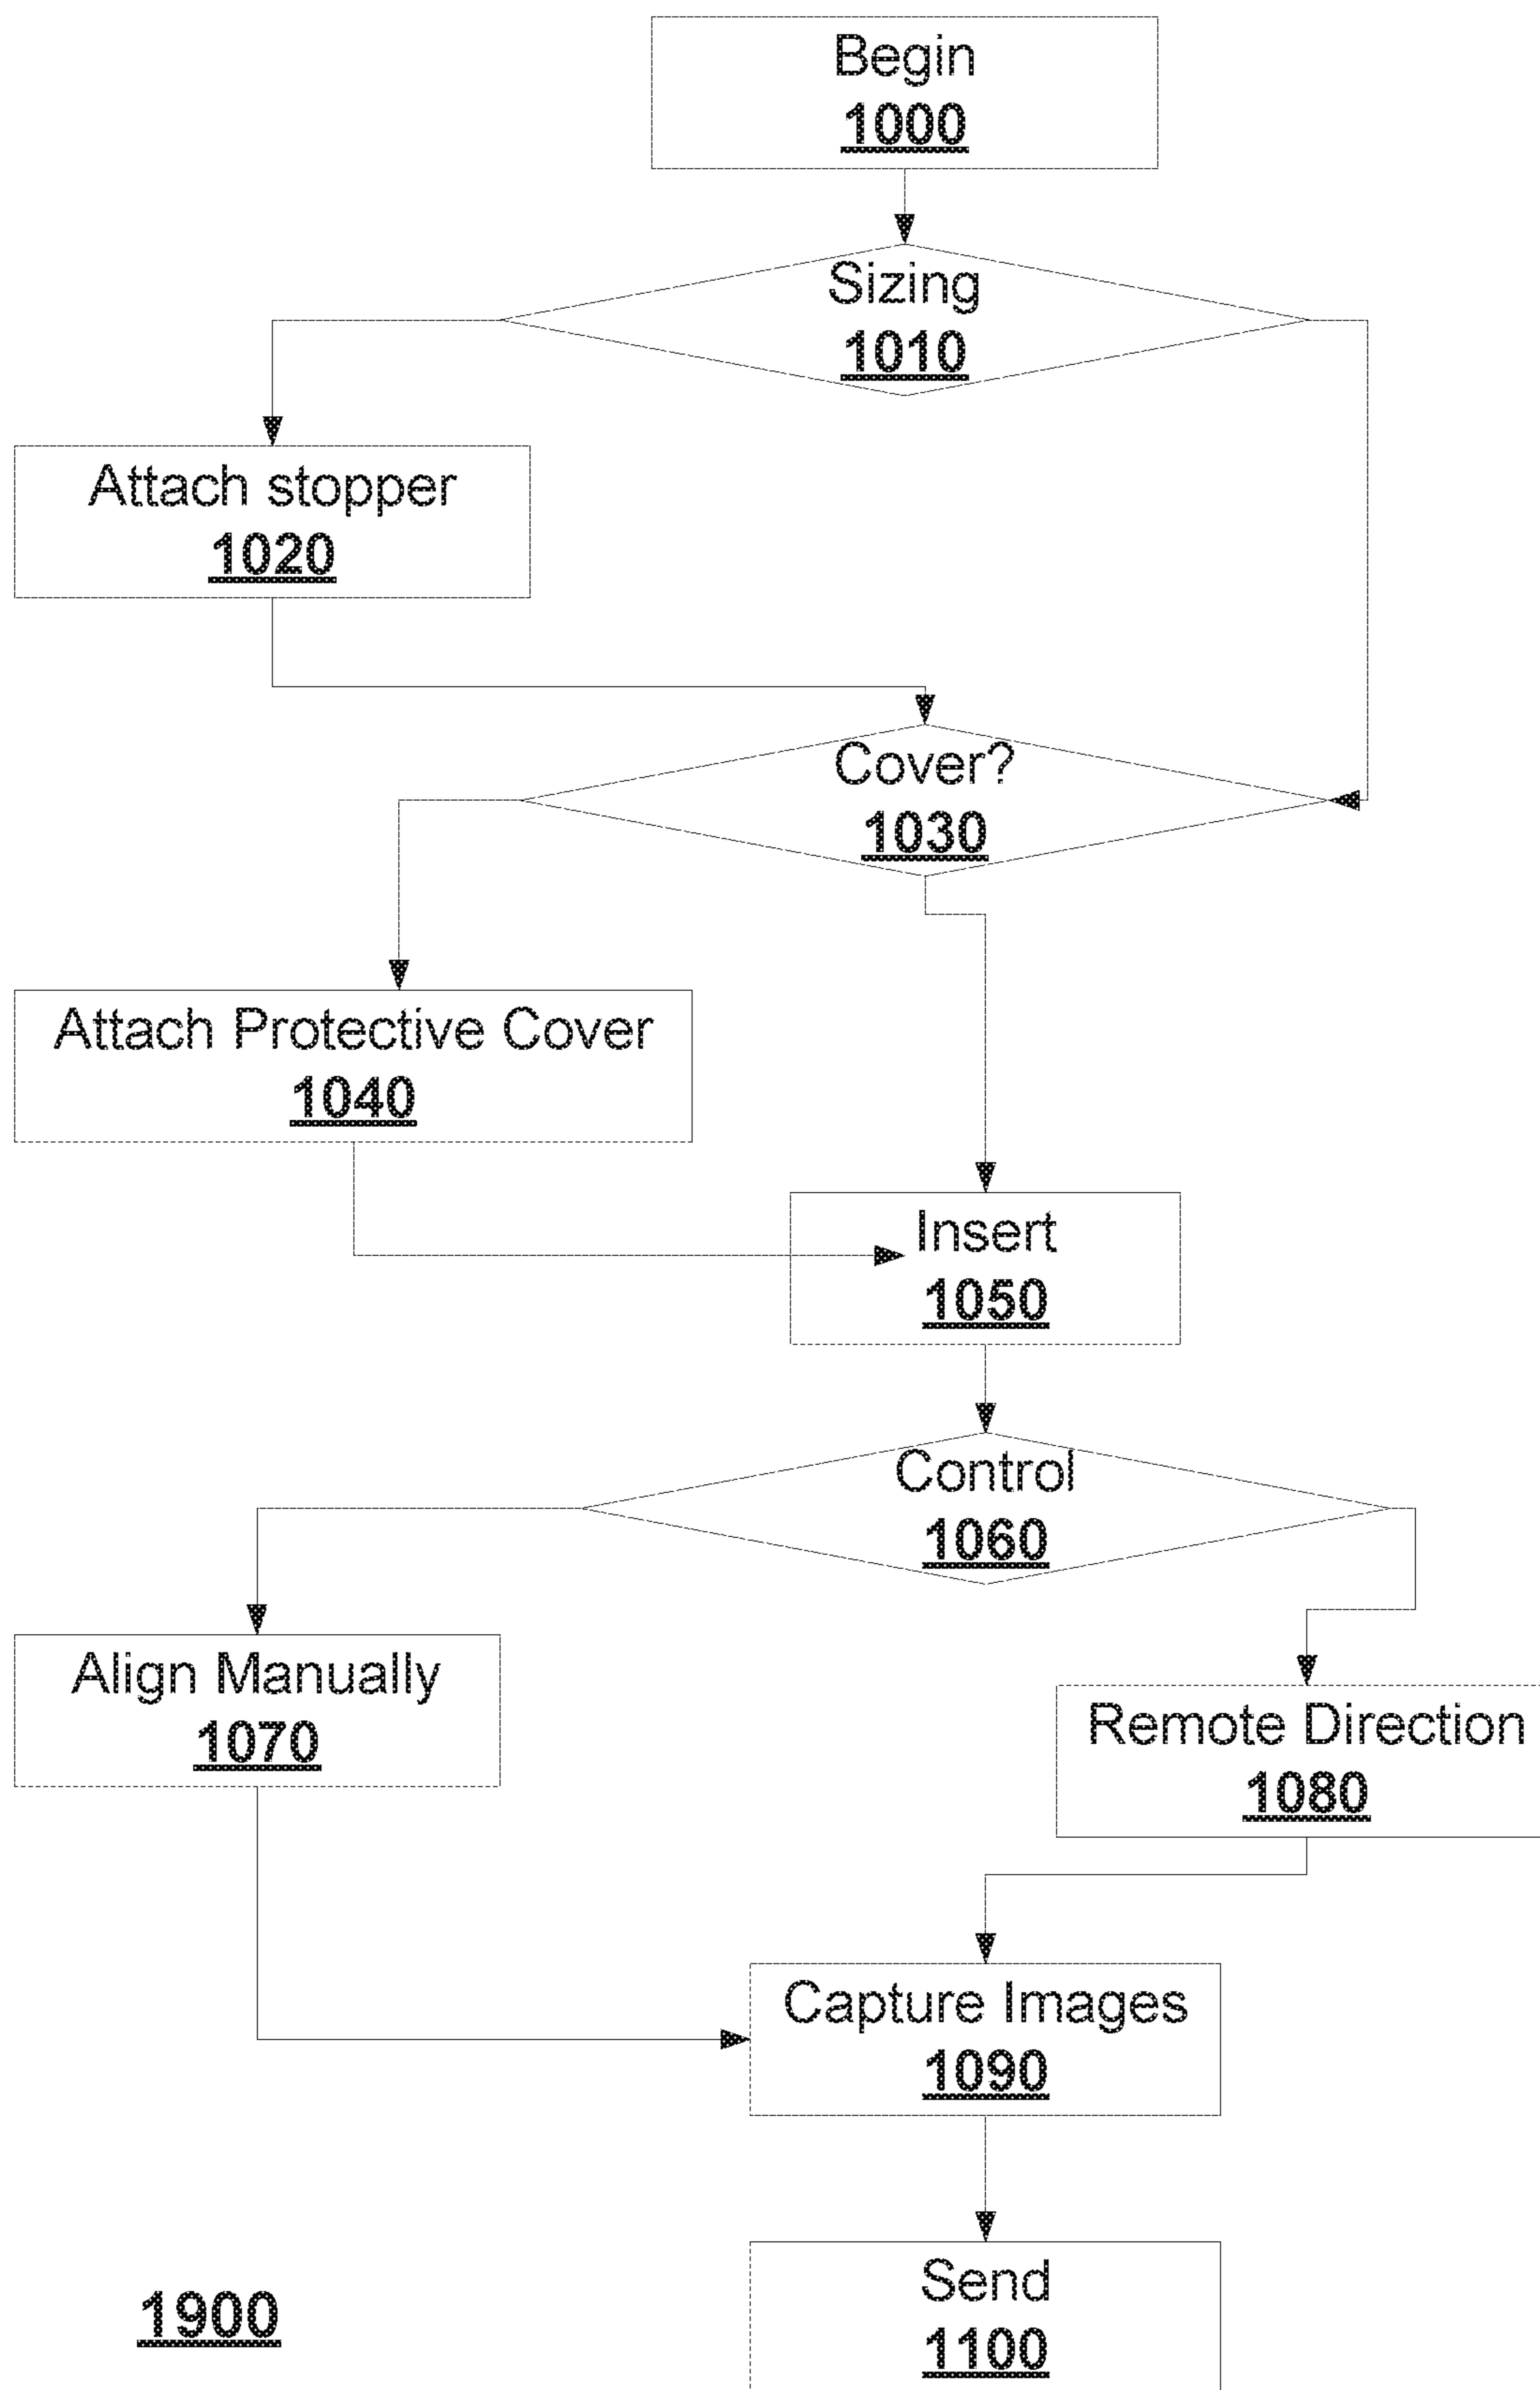 Begin
1000
Sizing
1010
Attach stopper
1020
Cover?
1030
Attach Protective Cover
1040
Insert
1050
Control
1060
Align Manually
1070
Remote Direction
1080
Capture Images
1090
Send
1100
1900